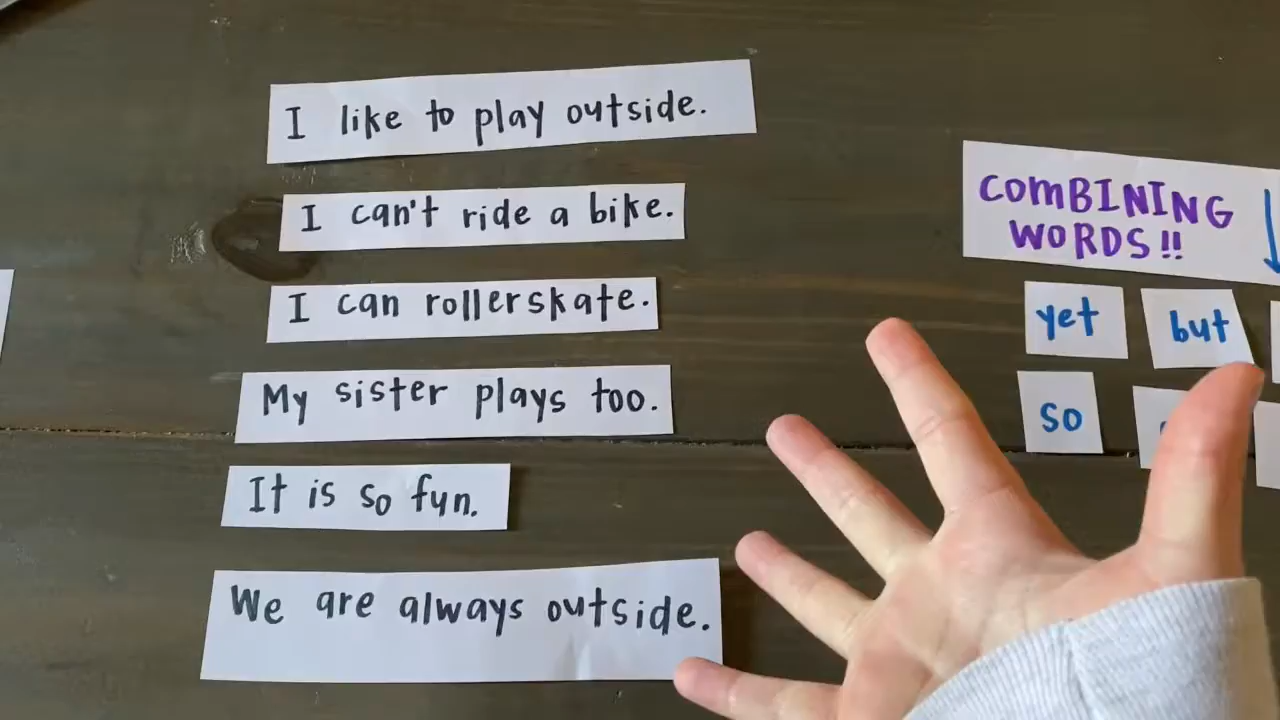 I like to play outside.
I can't ride a bike.
I can rollerskate.
My sister plays too.
It is so fun.
We are always outside.
COMBINING
WORDS!!
yet but
so